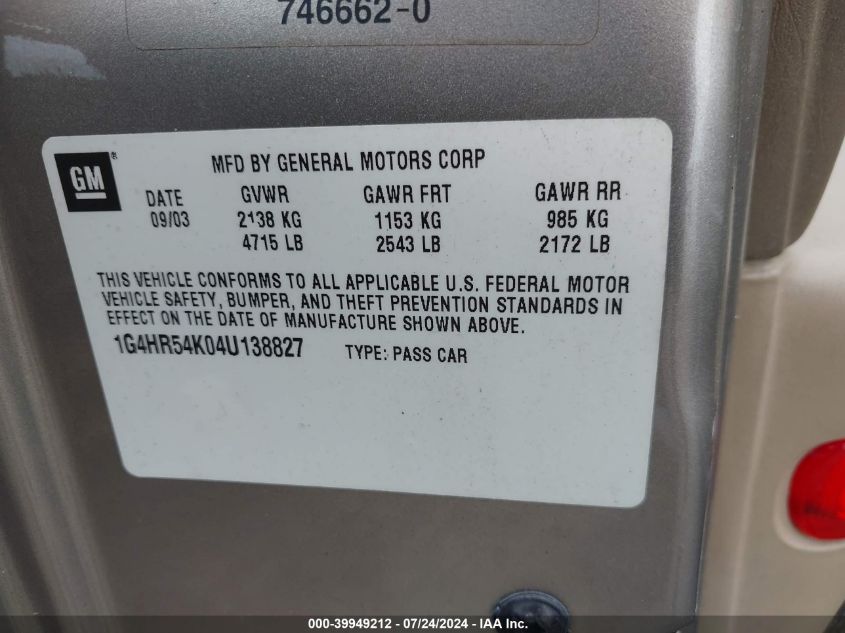 746662-0
GM®
MFD BY GENERAL MOTORS CORP
DATE GVWR GAWR FRT GAWR RR
09/03 2138 KG 1153 KG 985 KG
4715 LB 2543 LB 2172 LB
THIS VEHICLE CONFORMS TO ALL APPLICABLE U.S. FEDERAL MOTOR
VEHICLE SAFETY, BUMPER, AND THEFT PREVENTION STANDARDS IN
EFFECT ON THE DATE OF MANUFACTURE SHOWN ABOVE.
1G4HR54K04U138827 TYPE: PASS CAR
000-39949212 - 07/24/2024 - IAA Inc.